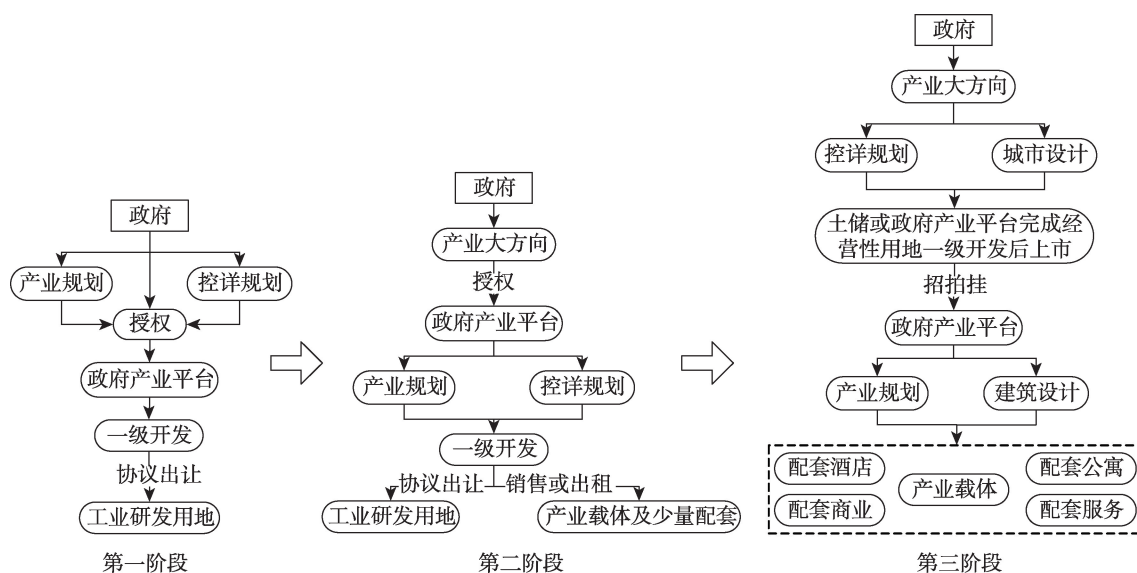 政府
产业规划
控详规划
授权
政府产业平台
一级开发
协议出让
工业研发用地
第一阶段
政府
产业大方向
授权
政府产业平台
产业规划
控详规划
一级开发
协议出让
销售或出租
工业研发用地
产业载体及少量配套
第二阶段
政府
产业大方向
控详规划
城市设计
土储或政府产业平台完成经
营性用地一级开发后上市
招拍挂
政府产业平台
产业规划
建筑设计
配套酒店
配套公寓
产业载体
配套商业
配套服务
第三阶段